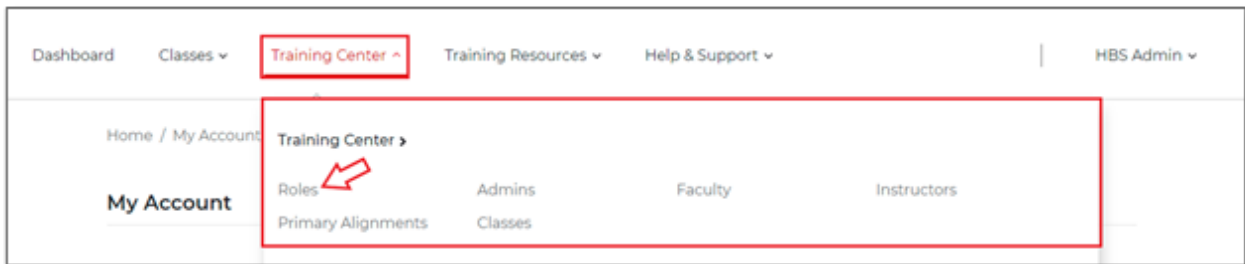 Dashboard Classes Training Center Training Resources Help & Support HBS Admin
Home / My Account
Training Center >
Roles Admins Faculty Instructors
My Account
Primary Alignments Classes